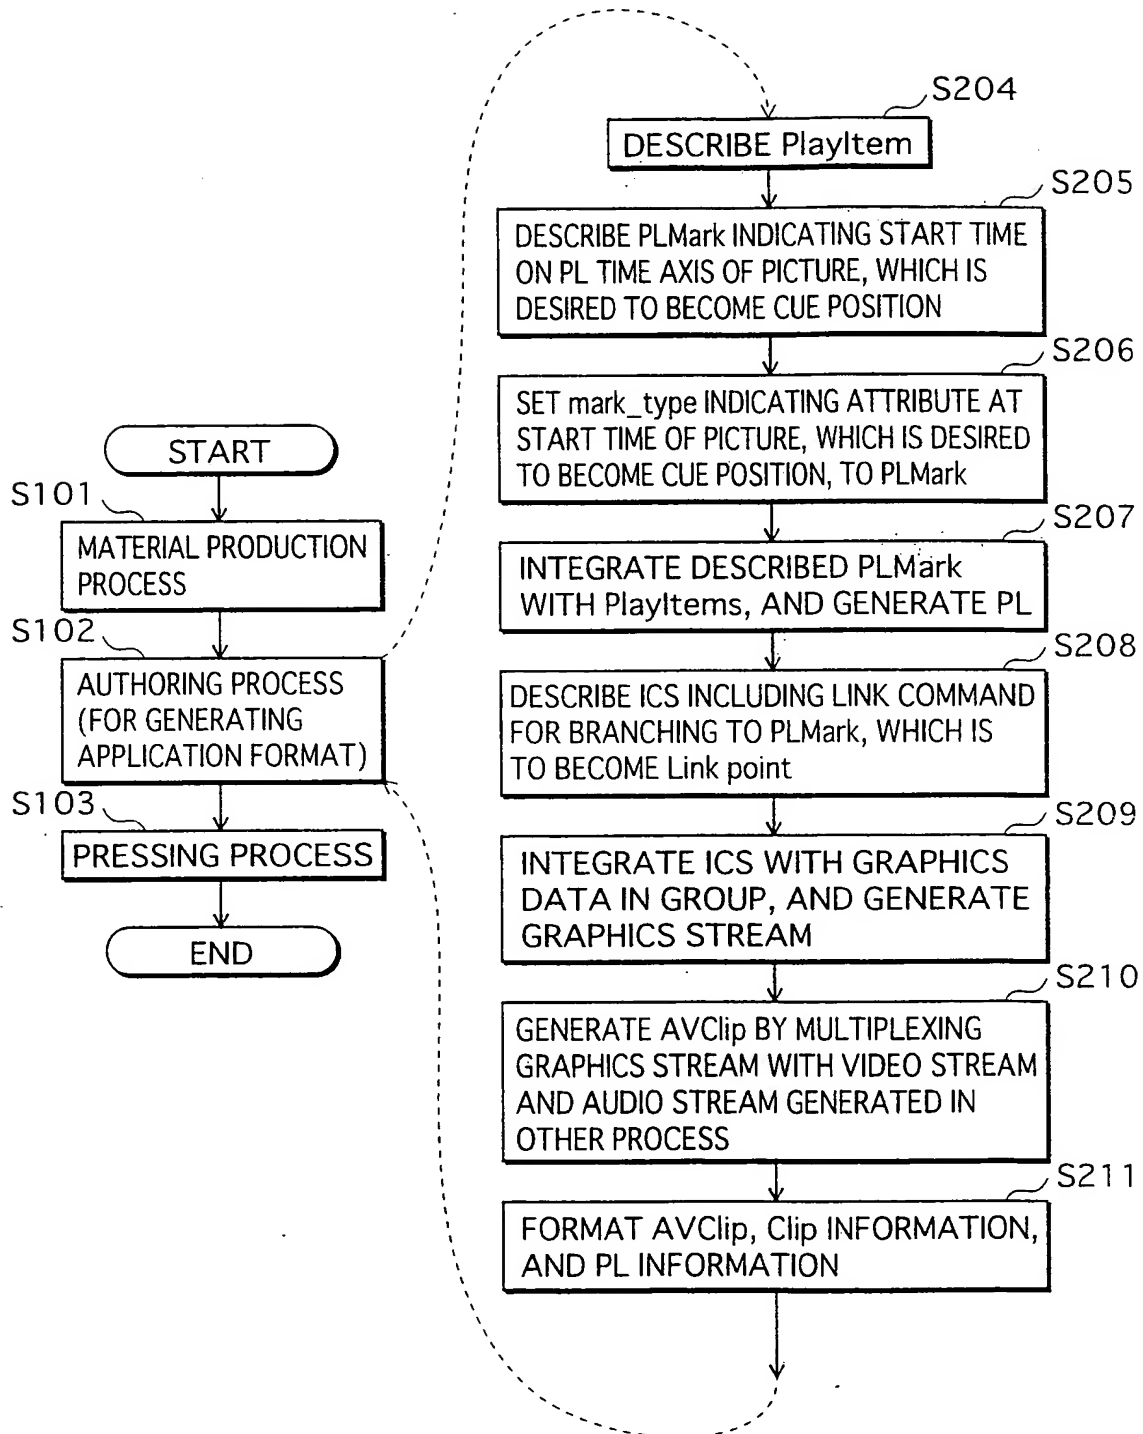 START
S101
MATERIAL PRODUCTION
PROCESS
S102
AUTHORING PROCESS
(FOR GENERATING
APPLICATION FORMAT)
S103
PRESSING PROCESS
END
S204
DESCRIBE PlayItem
S205
DESCRIBE PLMark INDICATING START TIME
ON PL TIME AXIS OF PICTURE, WHICH IS
DESIRED TO BECOME CUE POSITION
S206
SET mark_type INDICATING ATTRIBUTE AT
START TIME OF PICTURE, WHICH IS DESIRED
TO BECOME CUE POSITION, TO PLMark
S207
INTEGRATE DESCRIBED PLMark
WITH PlayItems, AND GENERATE PL
S208
DESCRIBE ICS INCLUDING LINK COMMAND
FOR BRANCHING TO PLMark, WHICH IS
TO BECOME Link point
S209
INTEGRATE ICS WITH GRAPHICS
DATA IN GROUP, AND GENERATE
GRAPHICS STREAM
S210
GENERATE AVClip BY MULTIPLEXING
GRAPHICS STREAM WITH VIDEO STREAM
AND AUDIO STREAM GENERATED IN
OTHER PROCESS
S211
FORMAT AVClip, Clip INFORMATION,
AND PL INFORMATION